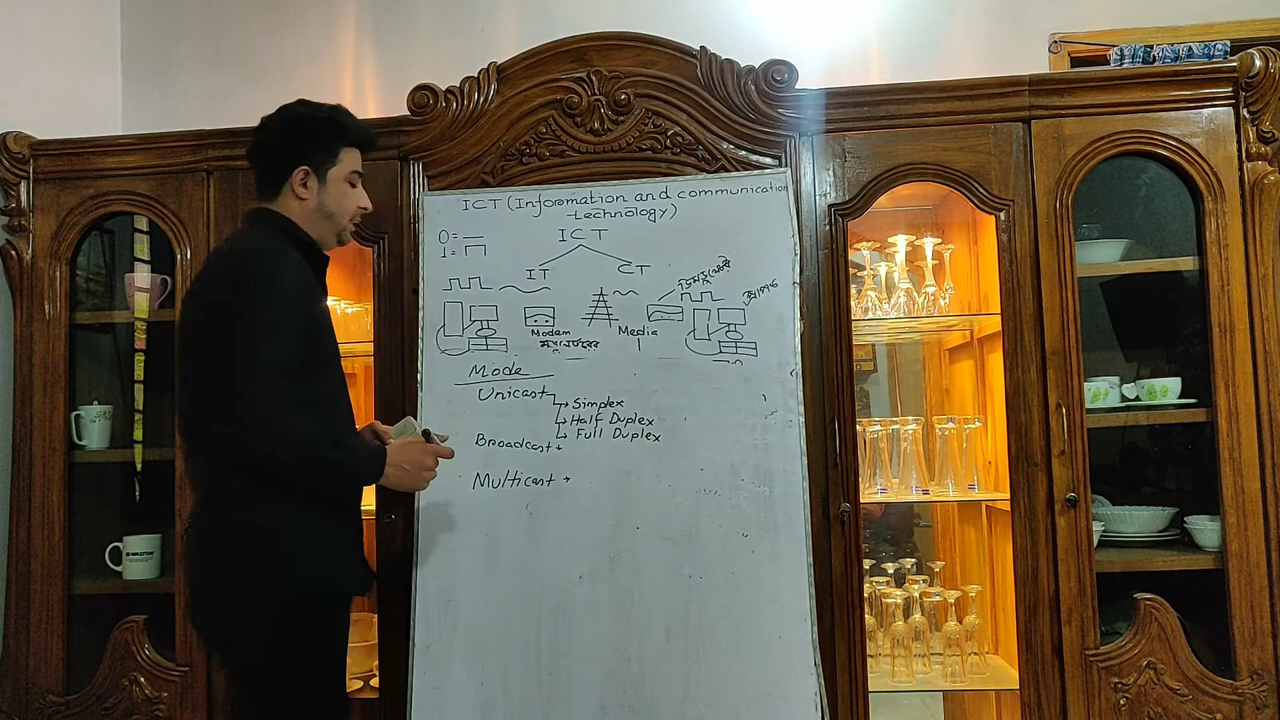 ICT (Information and communication
technology)
0 =
1 =
ICT
IT CT
Modem Media
Mode
Unicast
Simplex
Half Duplex
Full Duplex
Broadcast
Multicast
WALTON